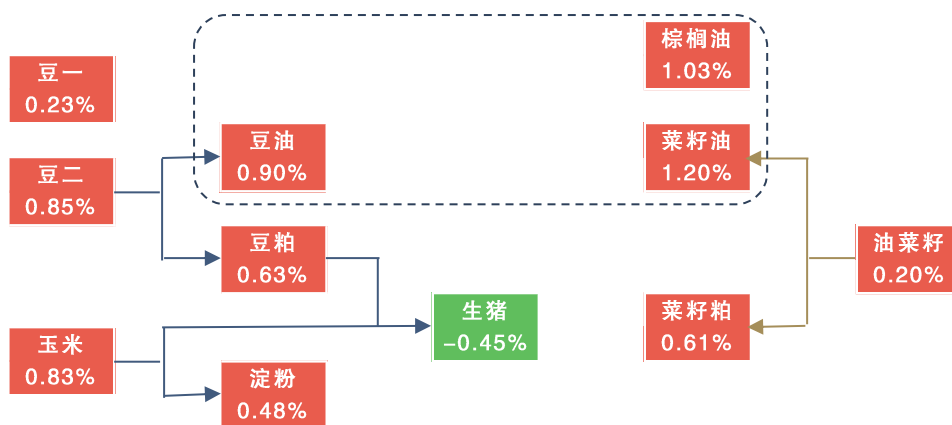 棕榈油
1.03%
豆一
0.23%
豆油
0.90%
菜籽油
1.20%
豆二
0.85%
豆粕
0.63%
油菜籽
0.20%
生猪
-0.45%
菜籽粕
0.61%
玉米
0.83%
淀粉
0.48%